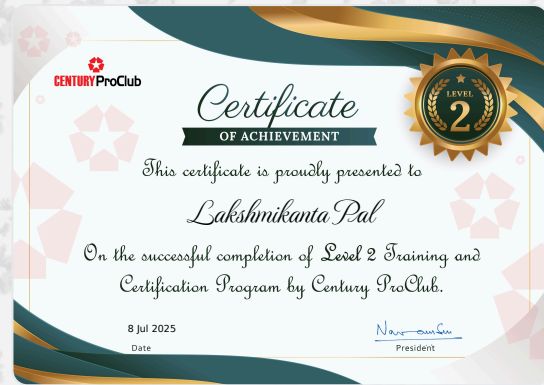 CENTURY ProClub
LEVEL
2
Certificate
OF ACHIEVEMENT
This certificate is proudly presented to
Lakshmikanta Pal
On the successful completion of Level 2 Training and
Certification Program by Century ProClub.
8 Jul 2025
Date
President